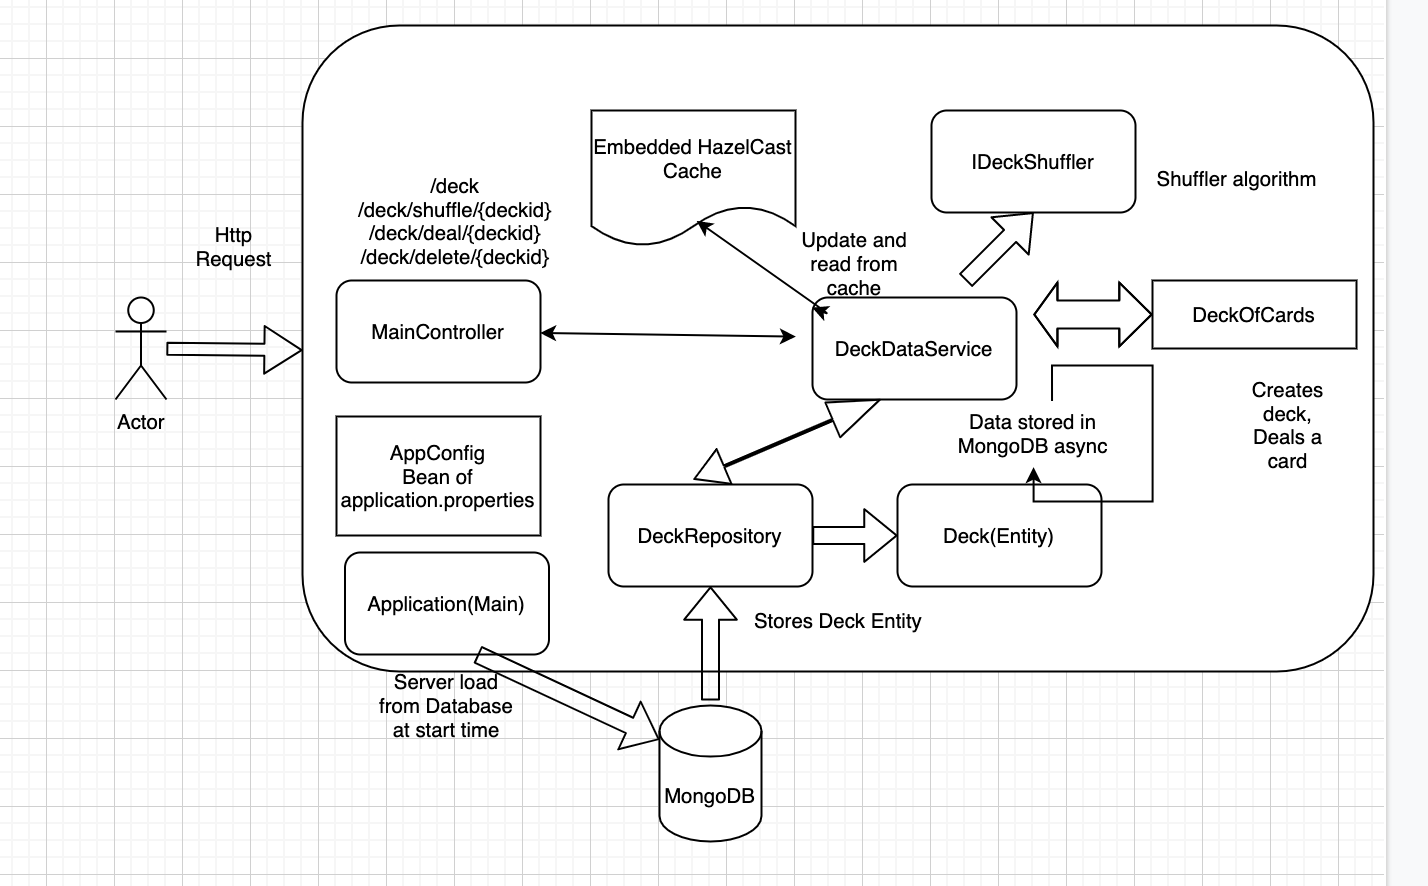 Embedded HazelCast
Cache
IDeckShuffler
Shuffler algorithm
/deck
/deck/shuffle/{deckid}
/deck/deal/{deckid}
/deck/delete/{deckid}
Http
Request
Update and
read from
cache
MainController
DeckDataService
DeckOfCards
Actor
Creates
deck,
Deals a
card
Data stored in
MongoDB async
AppConfig
Bean of
application.properties
DeckRepository
Deck(Entity)
Application(Main)
Stores Deck Entity
Server load
from Database
at start time
MongoDB